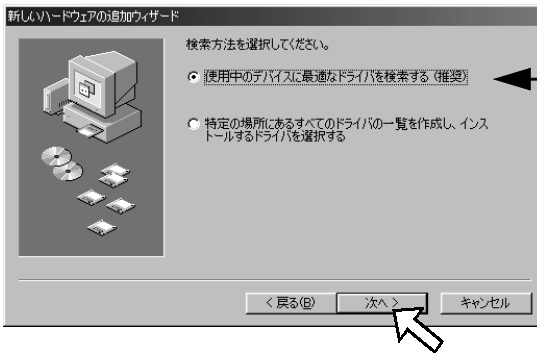 新しいハードウェアの追加ウィザード
検索方法を選択してください。
使用中のデバイスに最適なドライバを検索する (推奨)
特定の場所にあるすべてのドライバの一覧を作成し、インス
トールするドライバを選択する
< 戻る(B)
次へ >
キャンセル